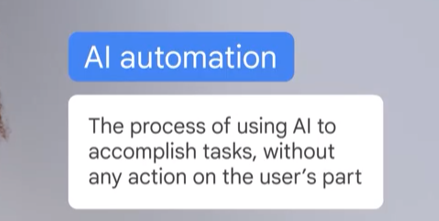 AI automation
The process of using AI to
accomplish tasks, without
any action on the user's part